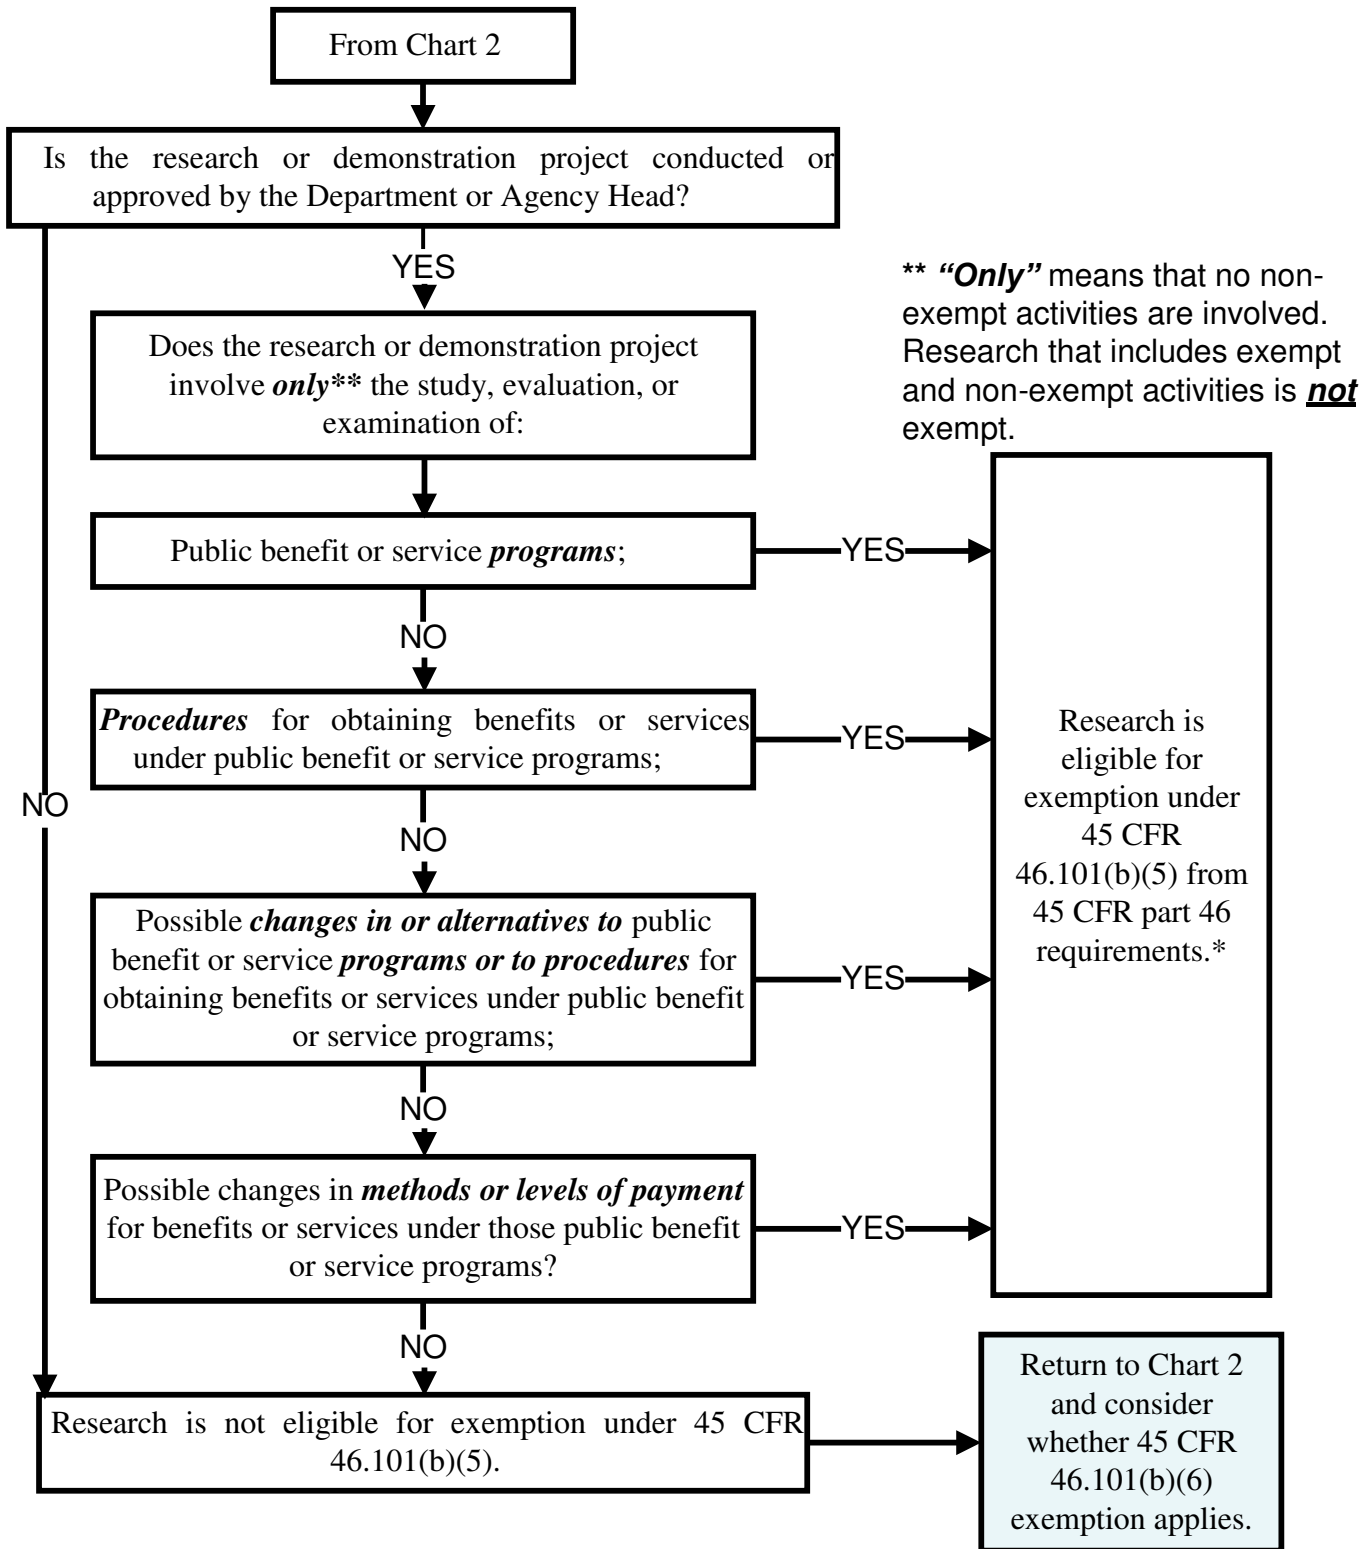 From Chart 2
Is the research or demonstration project conducted or
approved by the Department or Agency Head?
YES
** “Only” means that no non-
exempt activities are involved.
Research that includes exempt
and non-exempt activities is not
exempt.
Does the research or demonstration project
involve only** the study, evaluation, or
examination of:
Public benefit or service programs;
YES
NO
Procedures for obtaining benefits or services
under public benefit or service programs;
YES
NO
NO
Possible changes in or alternatives to public
benefit or service programs or to procedures for
obtaining benefits or services under public benefit
or service programs;
YES
NO
Possible changes in methods or levels of payment
for benefits or services under those public benefit
or service programs?
YES
NO
Research is
eligible for
exemption under
45 CFR
46.101(b)(5) from
45 CFR part 46
requirements.*
Research is not eligible for exemption under 45 CFR
46.101(b)(5).
Return to Chart 2
and consider
whether 45 CFR
46.101(b)(6)
exemption applies.